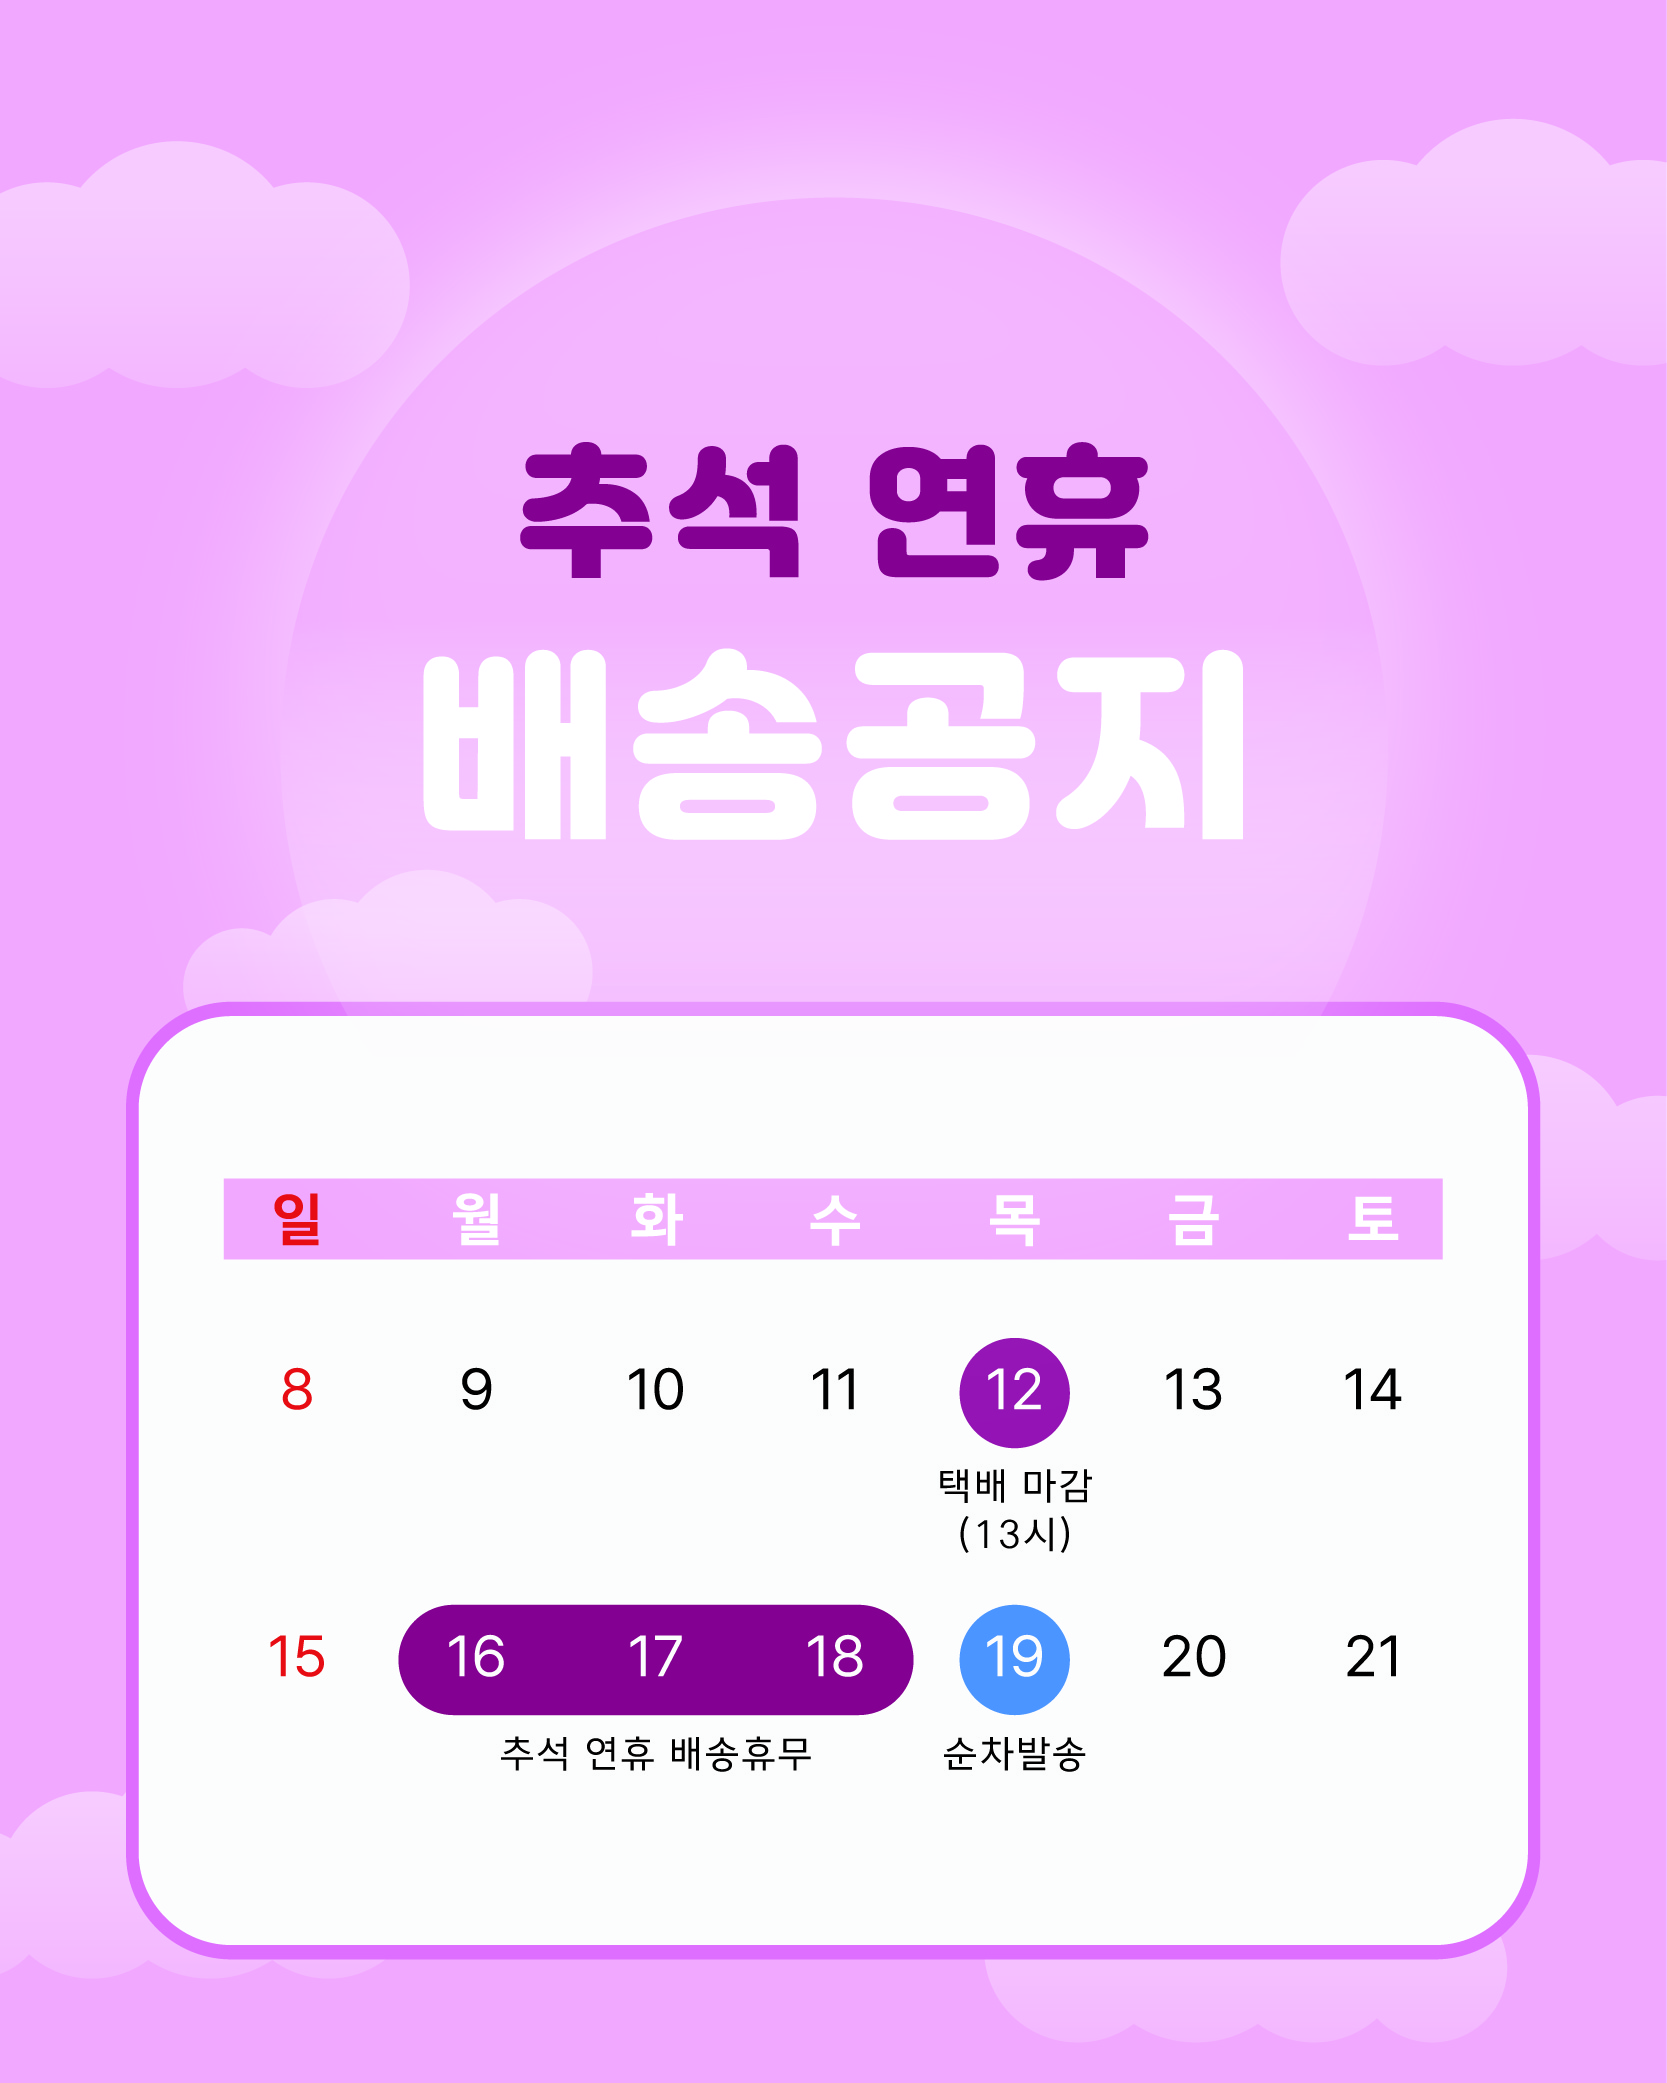 추석 연휴
배송공지
일 월 화 수 목 금 토
8 9 10 11 12 13 14
택배 마감
(13시)
15 16 17 18 19 20 21
추석 연휴 배송휴무 순차발송